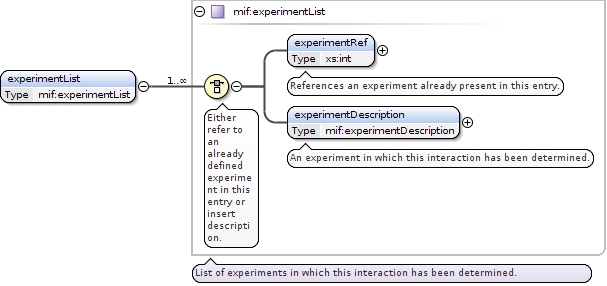 mif:experimentList
experimentRef
Type xs:int
References an experiment already present in this entry.
experimentList
Type mif:experimentList
1..∞
experimentDescription
Type mif:experimentDescription
An experiment in which this interaction has been determined.
Either
refer to
an
already
defined
experime
nt in this
entry or
insert
descripti
on.
List of experiments in which this interaction has been determined.